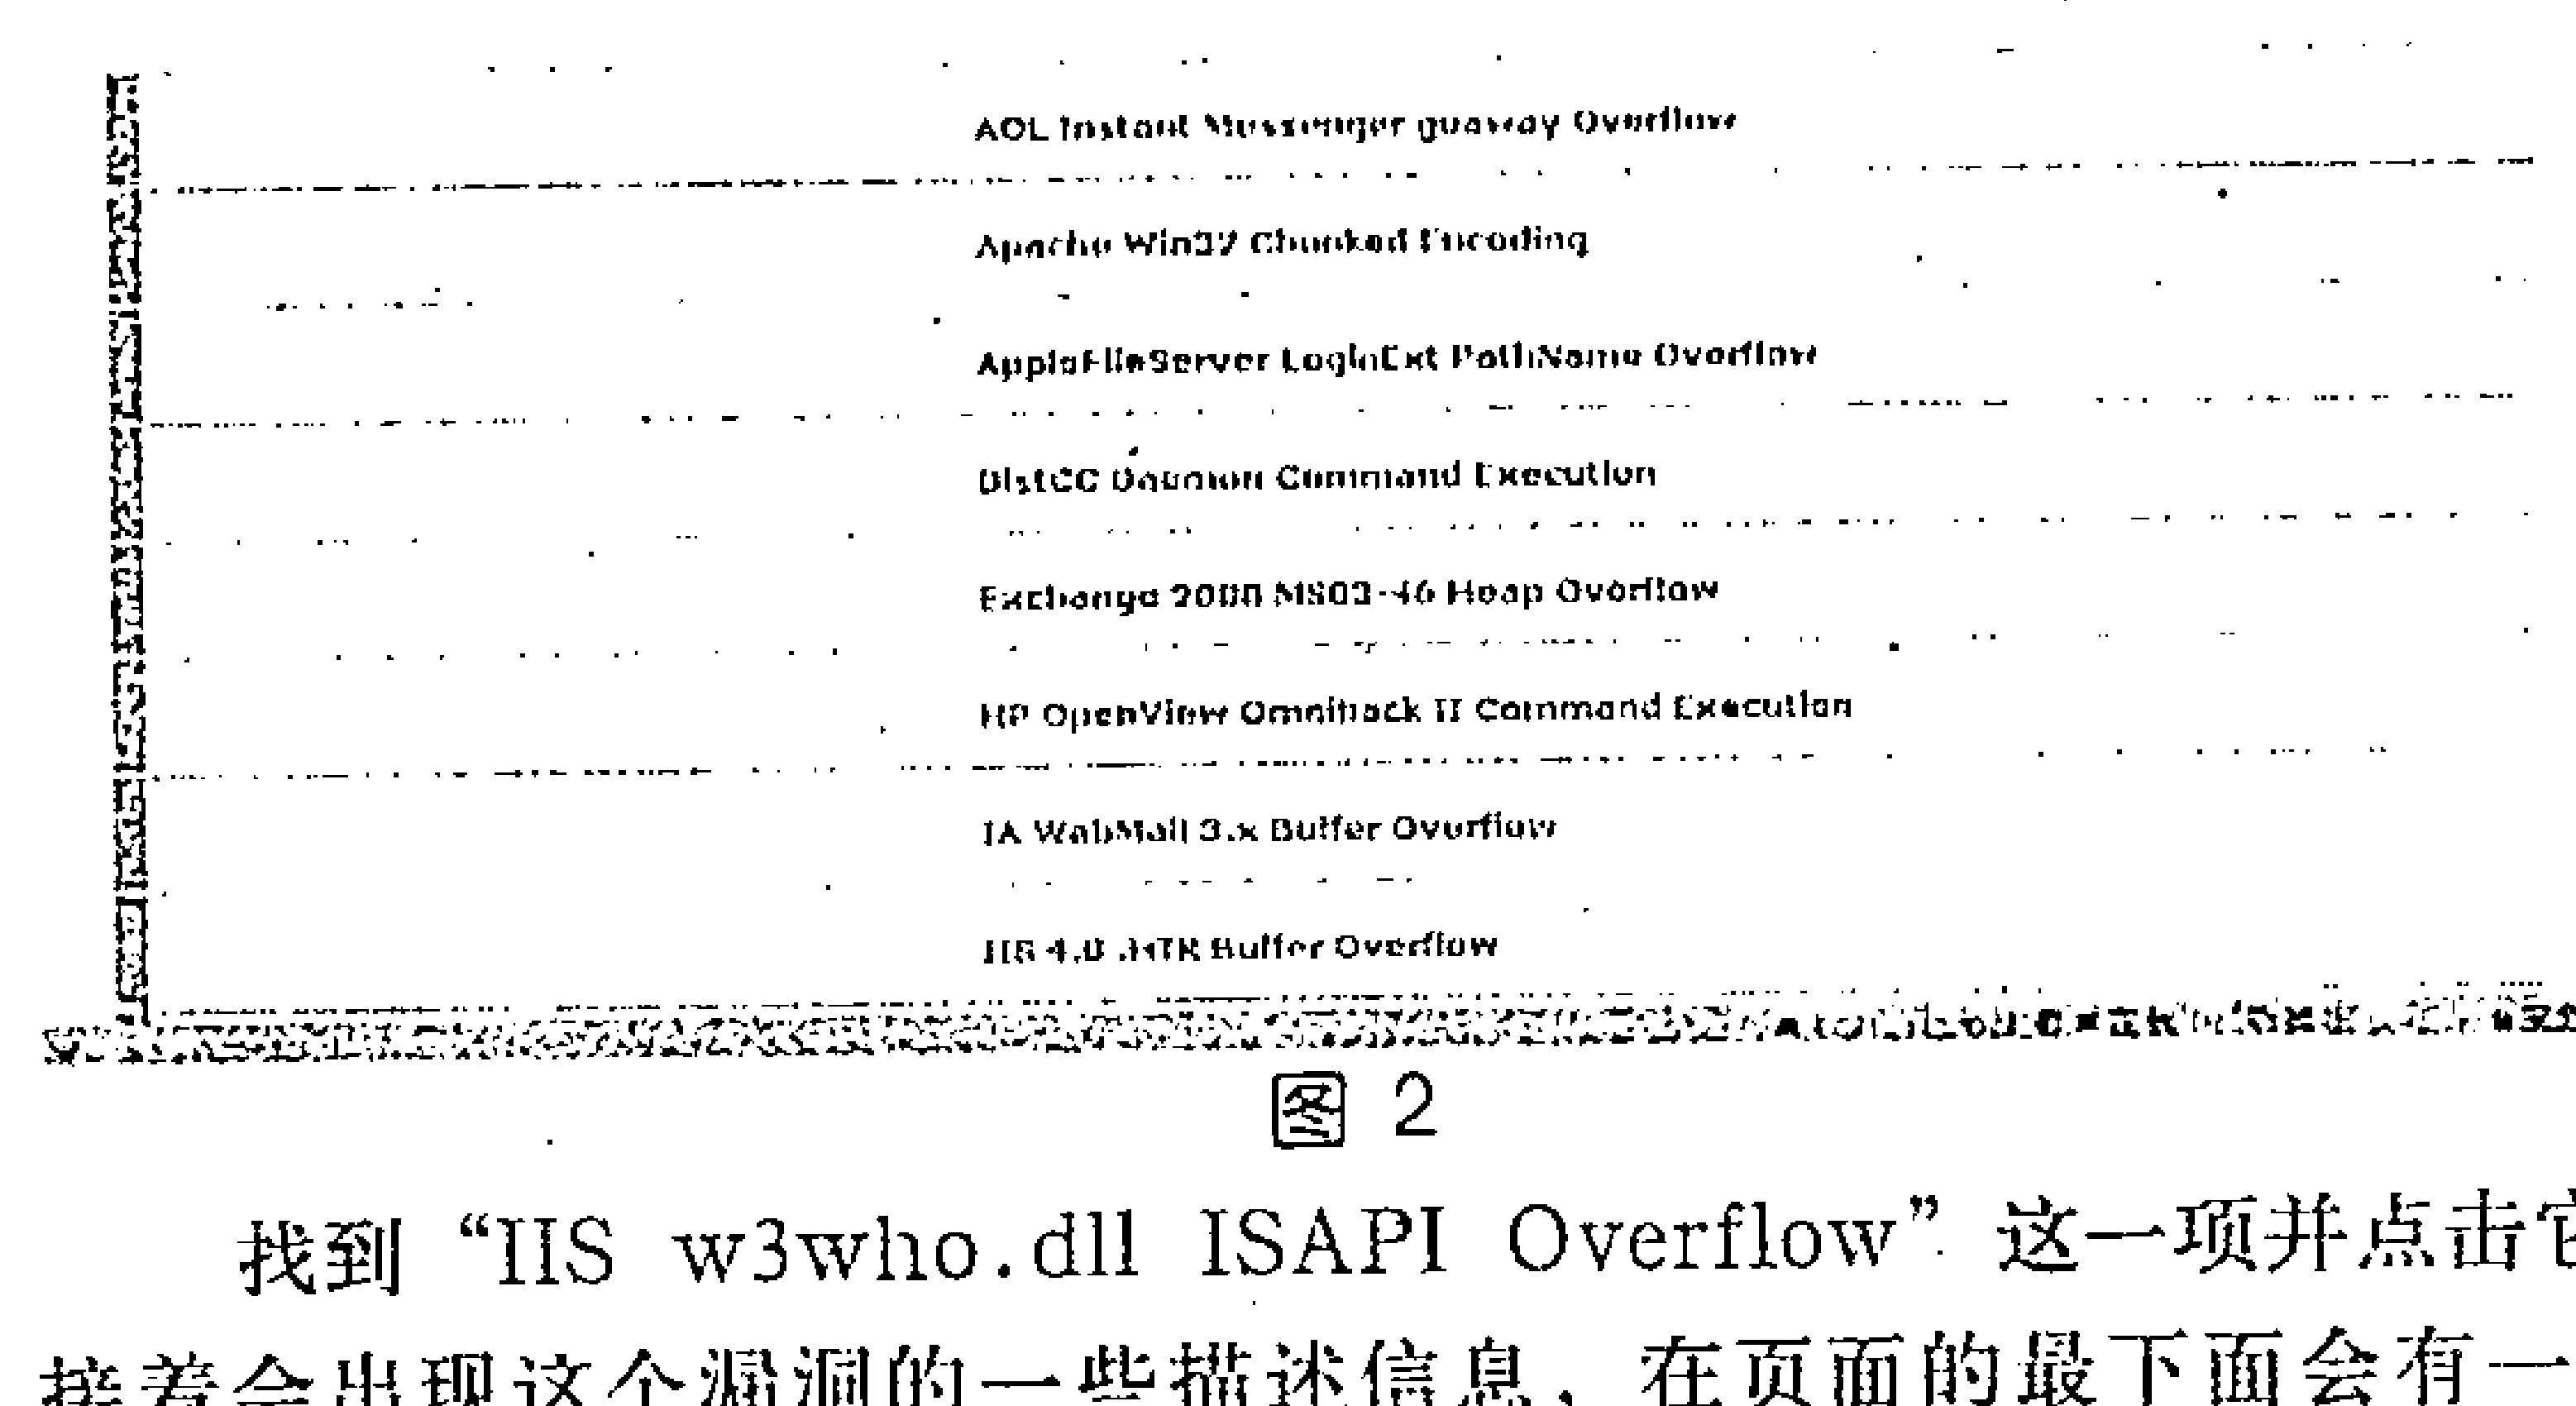 AOL Instant Messenger goaway Overflow
Apache Win32 Chunked Encoding
AppleFileServer LoginExt PathName Overflow
DistCC Daemon Command Execution
Exchange 2000 MS03-46 Heap Overflow
HP OpenView Omniback II Command Execution
IA WebMail 3.x Buffer Overflow
IIS 4.0 .HTR Buffer Overflow
图 2
找到 “IIS w3who.dll ISAPI Overflow” 这一项并点击它
接着会出现这个漏洞的一些描述信息, 在页面的最下面会有一